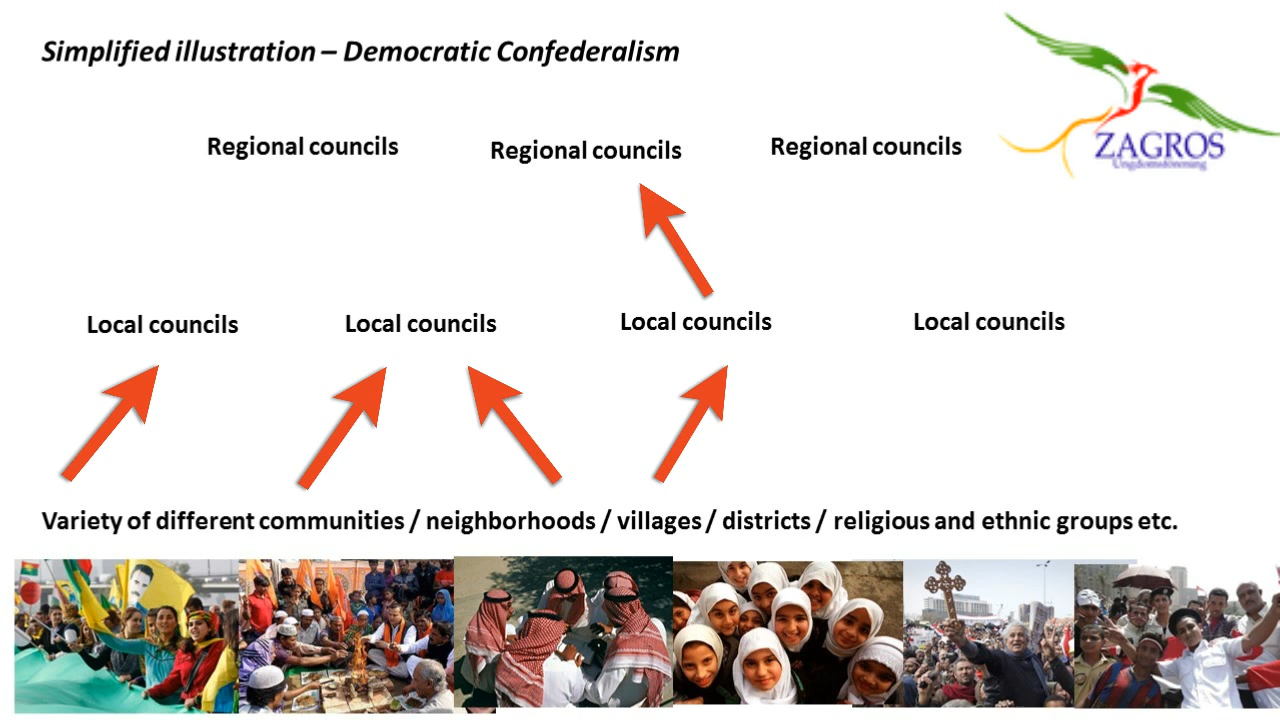 Simplified illustration – Democratic Confederalism
ZAGROS
Ungdomsförening
Regional councils
Regional councils
Regional councils
Local councils
Local councils
Local councils
Local councils
Variety of different communities / neighborhoods / villages / districts / religious and ethnic groups etc.